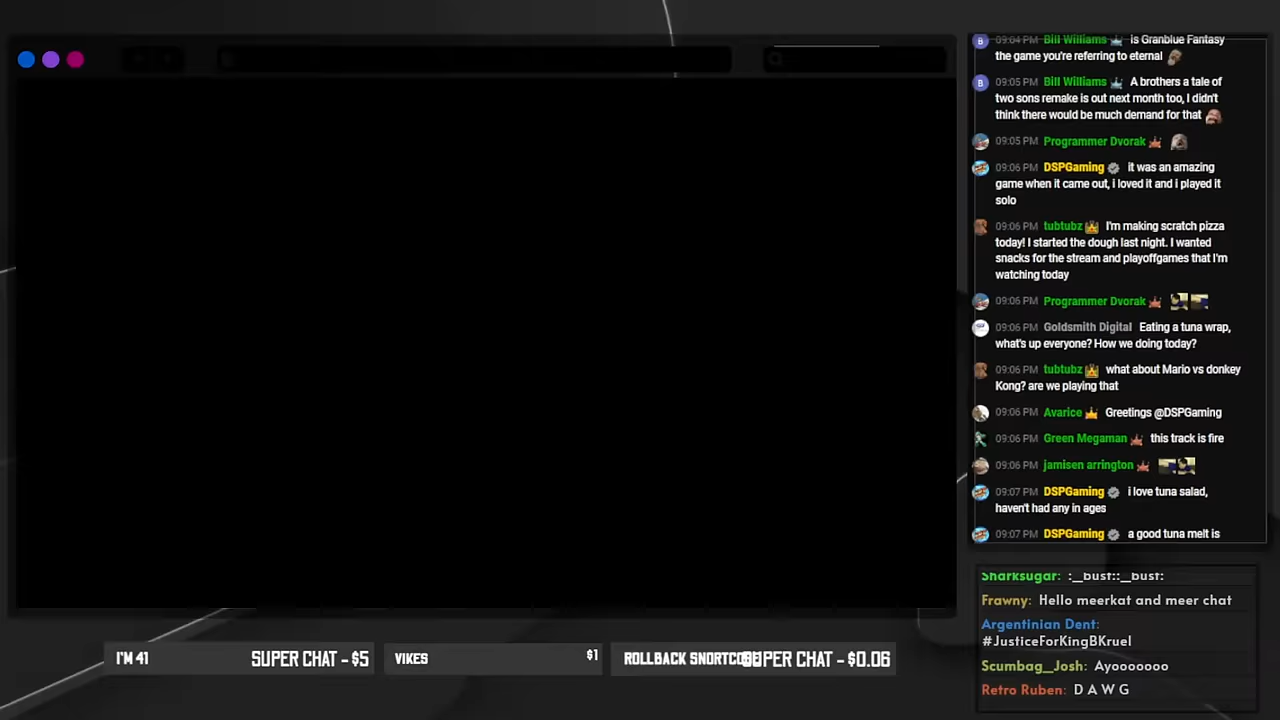 09:04 PM Bill Williams is Granblue Fantasy
the game you're referring to eternal
09:05 PM Bill Williams A brothers a tale of
two sons remake is out next month too, I didn't
think there would be much demand for that
09:05 PM Programmer Dvorak
09:06 PM DSPGaming it was an amazing
game when it came out, i loved it and i played it
solo
09:06 PM tubtubz I'm making scratch pizza
today! I started the dough last night. I wanted
snacks for the stream and playoffgames that I'm
watching today
09:06 PM Programmer Dvorak
09:06 PM Goldsmith Digital Eating a tuna wrap,
what's up everyone? How we doing today?
09:06 PM tubtubz what about Mario vs donkey
Kong? are we playing that
09:06 PM Avarice Greetings @DSPGaming
09:06 PM Green Megaman this track is fire
09:06 PM jamisen arrington
09:07 PM DSPGaming i love tuna salad,
haven't had any in ages
09:07 PM DSPGaming a good tuna melt is
Sharksugar: :_bust::_bust:
Frawny: Hello meerkat and meer chat
Argentinian Dent:
#JusticeForKingBKruel
Scumbag__Josh: Ayooooooo
Retro Ruben: D A W G
I'M 41 SUPER CHAT - $5
VIKES $1
ROLLBACK SUPER CHAT - $0.06